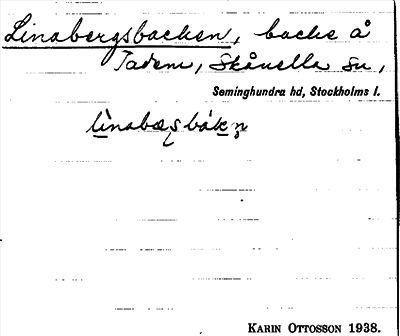 Linabergsbacken, backe å
Tadem, Skånella sn,
Seminghundra hd, Stockholms l.
Karin Ottosson 1938.